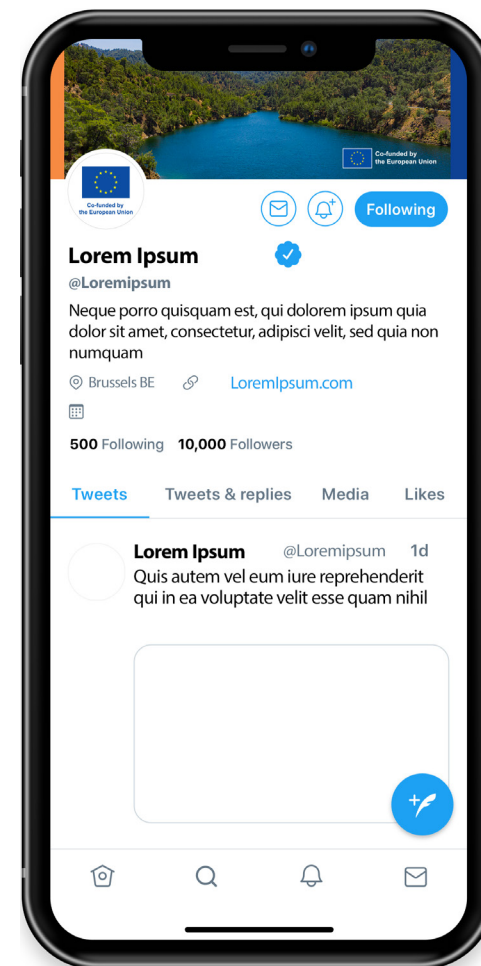 Co-funded by
the European Union
Co-funded by
the European Union
Following
Lorem Ipsum
@Loremipsum
Neque porro quisquam est, qui dolorem ipsum quia
dolor sit amet, consectetur, adipisci velit, sed quia non
numquam
Brussels BE LoremIpsum.com
500 Following 10,000 Followers
Tweets Tweets & replies Media Likes
Lorem Ipsum @Loremipsum 1d
Quis autem vel eum iure reprehenderit
qui in ea voluptate velit esse quam nihil